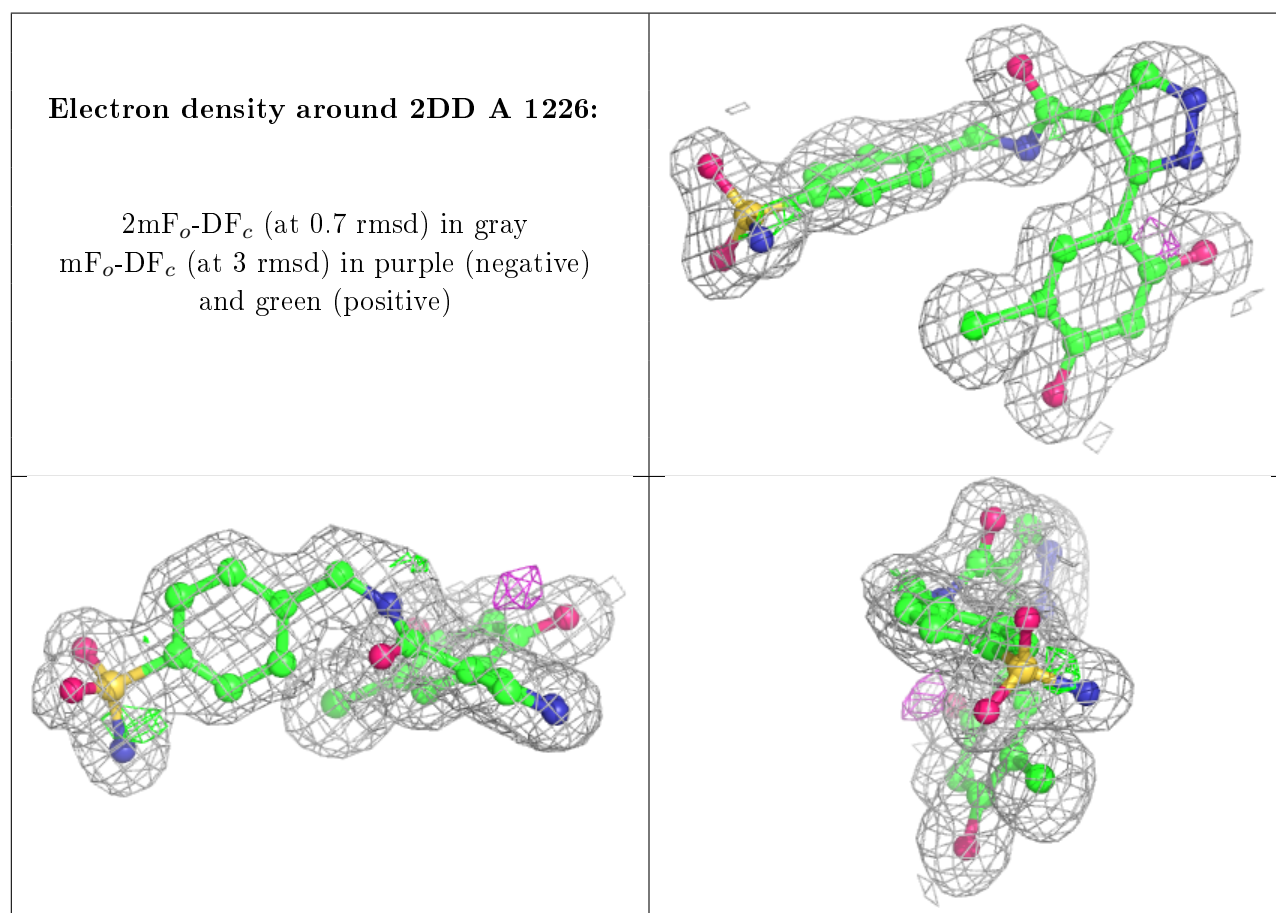 Electron density around 2DD A 1226:
2mFo-DFc (at 0.7 rmsd) in gray
mFo-DFc (at 3 rmsd) in purple (negative)
and green (positive)